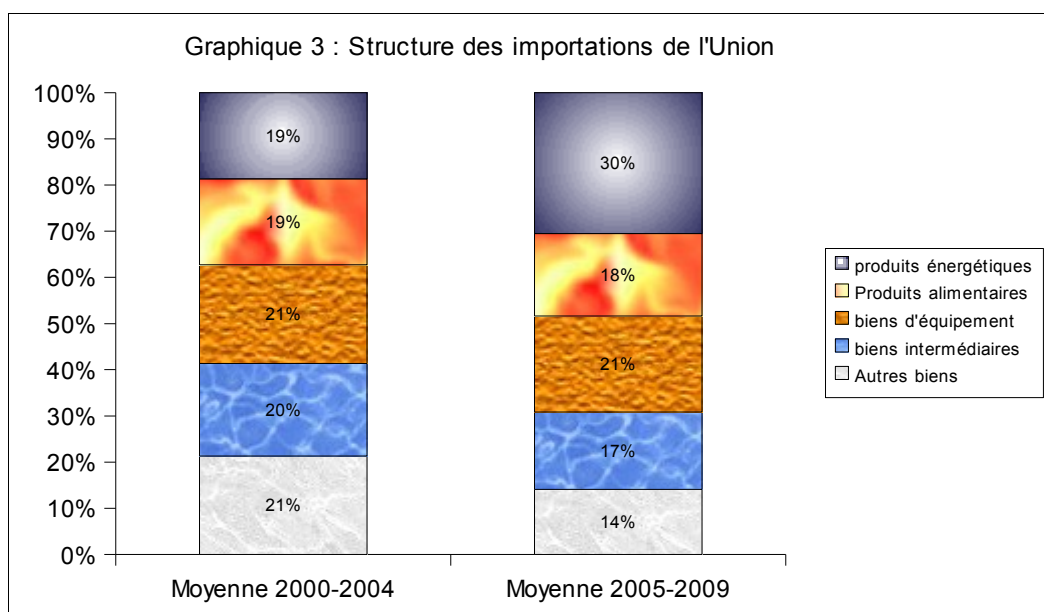 Graphique 3 : Structure des importations de l'Union
100%
90%
80%
70%
60%
50%
40%
30%
20%
10%
0%
19%
19%
21%
20%
21%
30%
18%
21%
17%
14%
Moyenne 2000-2004
Moyenne 2005-2009
produits énergétiques
Produits alimentaires
biens d'équipement
biens intermédiaires
Autres biens